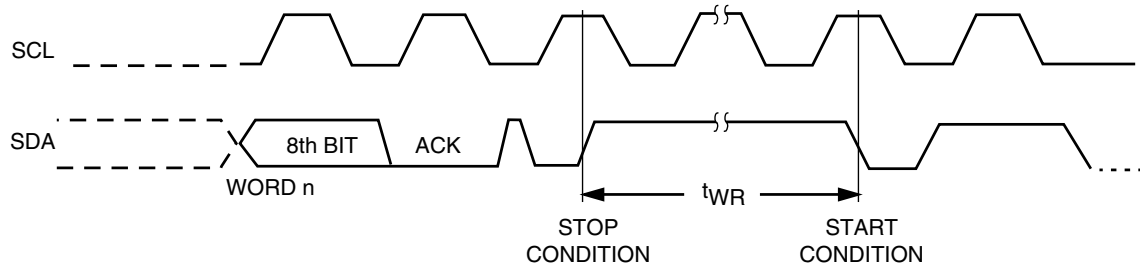 SCL
SDA
8th BIT
ACK
WORD n
tWR
STOP
CONDITION
START
CONDITION